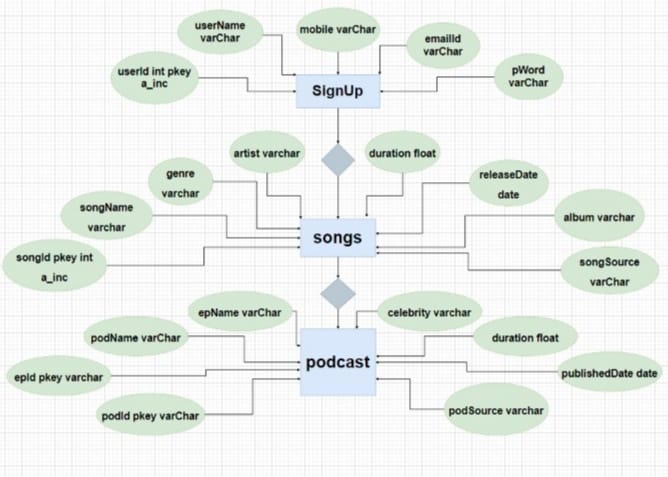 userName
varChar
mobile varChar
emailId
varChar
userId int pkey
a_inc
pWord
varChar
SignUp
artist varchar
duration float
genre
varchar
releaseDate
date
songName
varchar
album varchar
songs
songId pkey int
a_inc
songSource
varChar
epName varChar
celebrity varchar
podName varChar
duration float
podcast
epId pkey varchar
publishedDate date
podId pkey varChar
podSource varchar